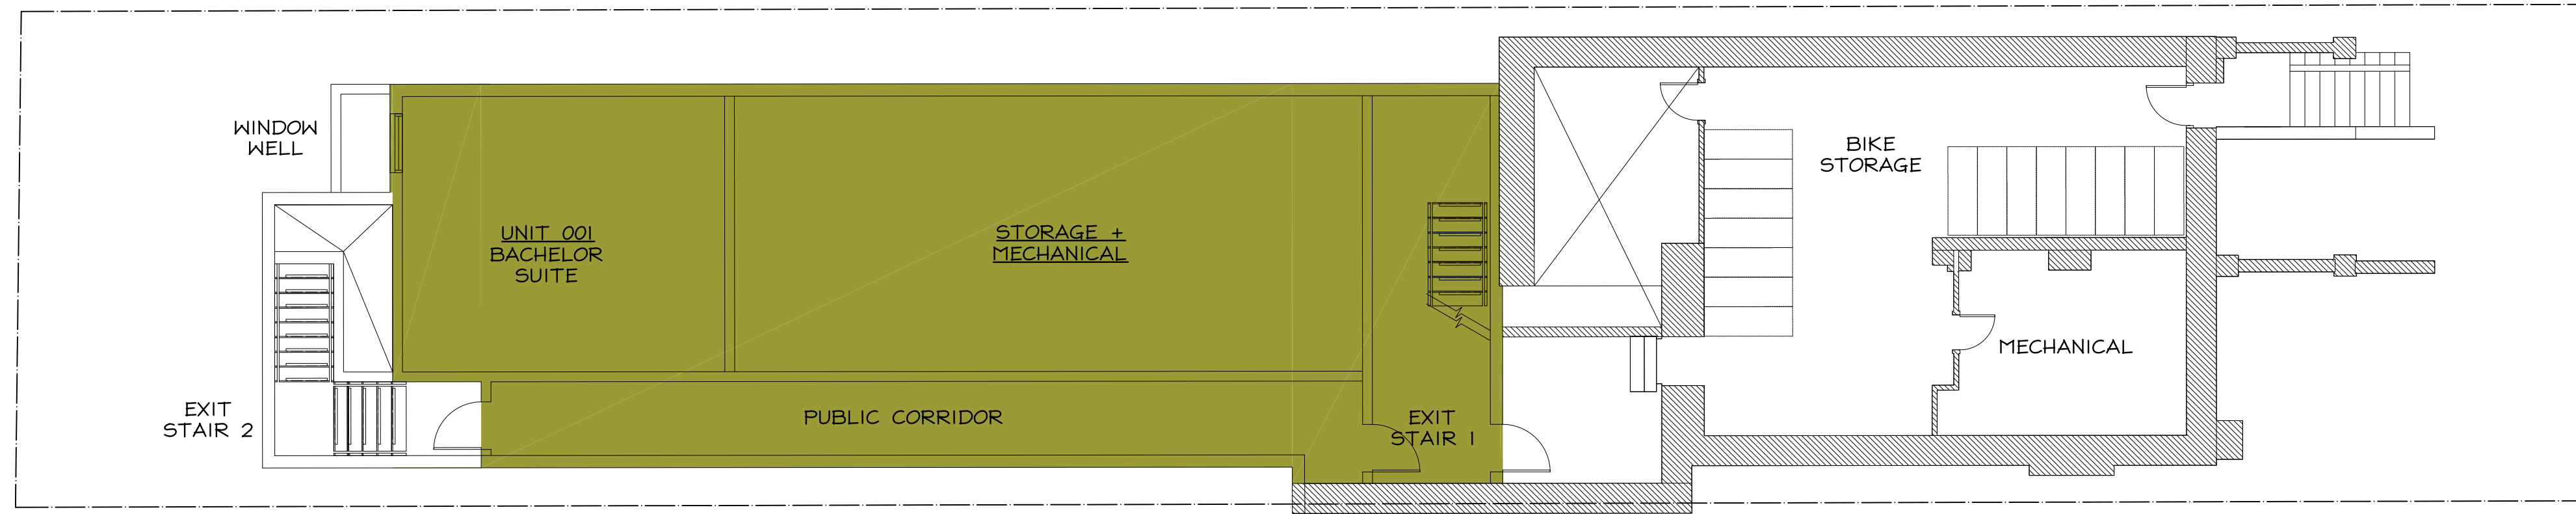 WINDOW
WELL
UNIT 001
BACHELOR
SUITE
STORAGE +
MECHANICAL
BIKE
STORAGE
MECHANICAL
EXIT
STAIR 2
PUBLIC CORRIDOR
EXIT
STAIR 1